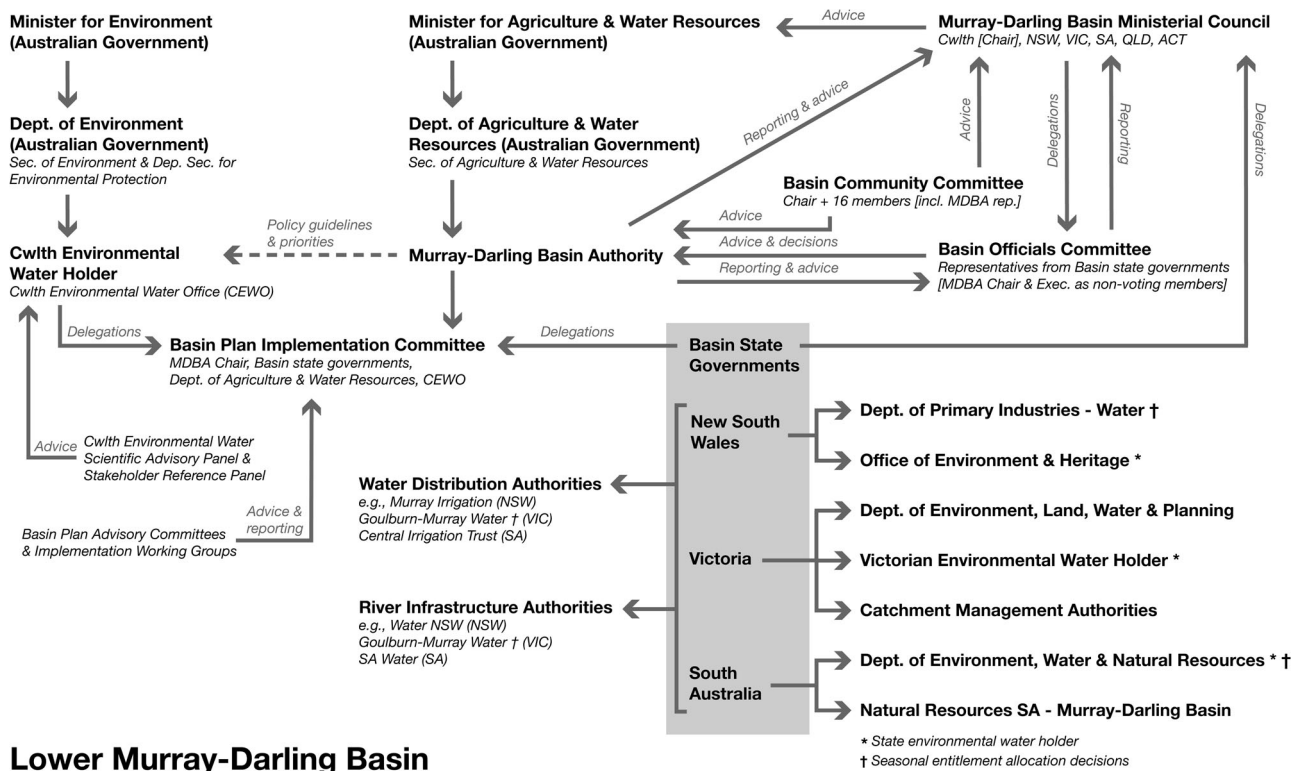 Minister for Environment
(Australian Government)
Minister for Agriculture & Water Resources
(Australian Government)
Advice
Murray-Darling Basin Ministerial Council
Cwlth [Chair], NSW, VIC, SA, QLD, ACT
Reporting & advice
Advice
Delegations
Reporting
Delegations
Dept. of Environment
(Australian Government)
Sec. of Environment & Dep. Sec. for
Environmental Protection
Dept. of Agriculture & Water
Resources (Australian Government)
Sec. of Agriculture & Water Resources
Basin Community Committee
Chair + 16 members [incl. MDBA rep.]
Advice
Policy guidelines
& priorities
Advice & decisions
Reporting & advice
Cwlth Environmental
Water Holder
Cwlth Environmental Water Office (CEWO)
Murray-Darling Basin Authority
Basin Officials Committee
Representatives from Basin state governments
[MDBA Chair & Exec. as non-voting members]
Delegations
Basin Plan Implementation Committee
MDBA Chair, Basin state governments,
Dept. of Agriculture & Water Resources, CEWO
Delegations
Basin State
Governments
Advice
Cwlth Environmental Water
Scientific Advisory Panel &
Stakeholder Reference Panel
Advice &
reporting
Basin Plan Advisory Committees
& Implementation Working Groups
New South
Wales
Dept. of Primary Industries - Water †
Office of Environment & Heritage *
Water Distribution Authorities
e.g., Murray Irrigation (NSW)
Goulburn-Murray Water † (VIC)
Central Irrigation Trust (SA)
Victoria
Dept. of Environment, Land, Water & Planning
Victorian Environmental Water Holder *
Catchment Management Authorities
River Infrastructure Authorities
e.g., Water NSW (NSW)
Goulburn-Murray Water † (VIC)
SA Water (SA)
South
Australia
Dept. of Environment, Water & Natural Resources * †
Natural Resources SA - Murray-Darling Basin
* State environmental water holder
† Seasonal entitlement allocation decisions
Lower Murray-Darling Basin